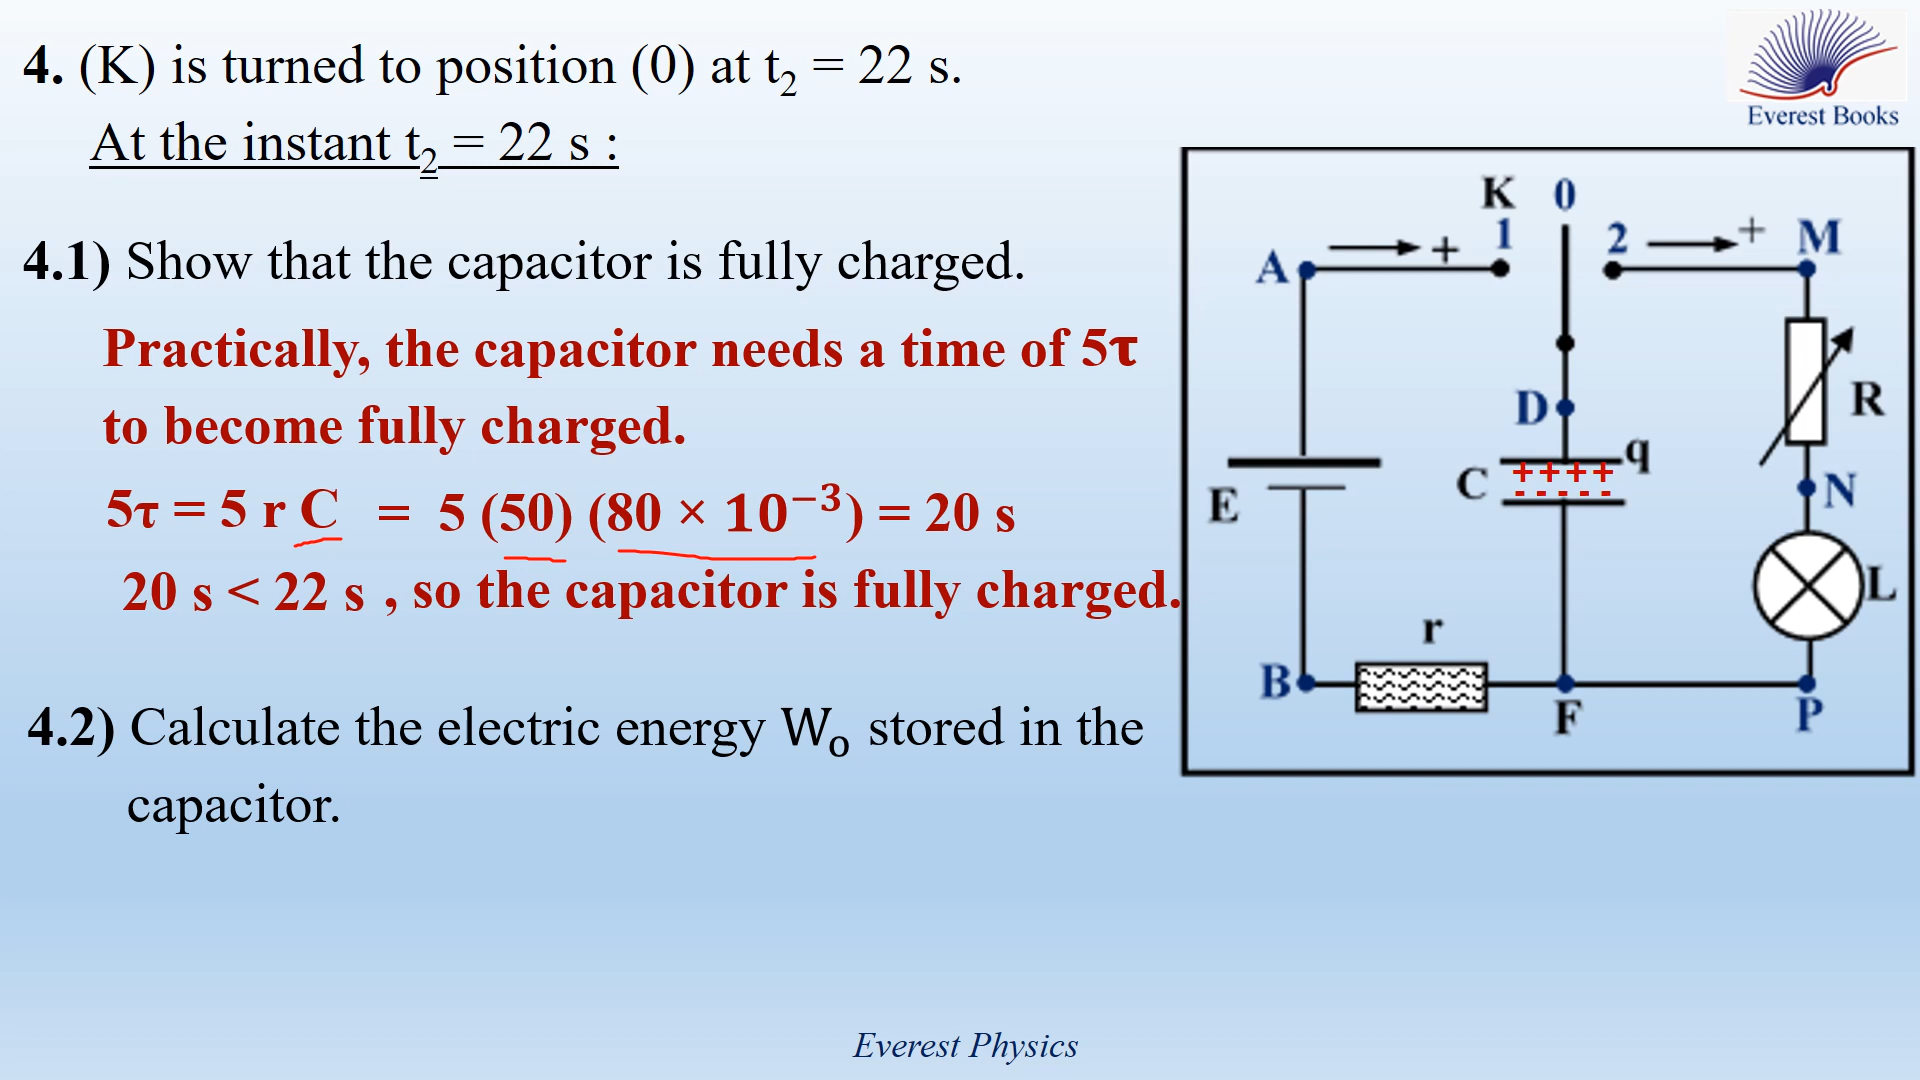 4. (K) is turned to position (0) at t₂ = 22 s.
At the instant t₂ = 22 s :
4.1) Show that the capacitor is fully charged.
Practically, the capacitor needs a time of 5τ
to become fully charged.
5τ = 5 r C = 5 (50) (80 × 10⁻³) = 20 s
20 s < 22 s , so the capacitor is fully charged.
4.2) Calculate the electric energy Wₒ stored in the
capacitor.
Everest Books
K 0
A + 1 2 + M
R
D
C ++++ q
-----
E
N
L
r
B
F
P
Everest Physics